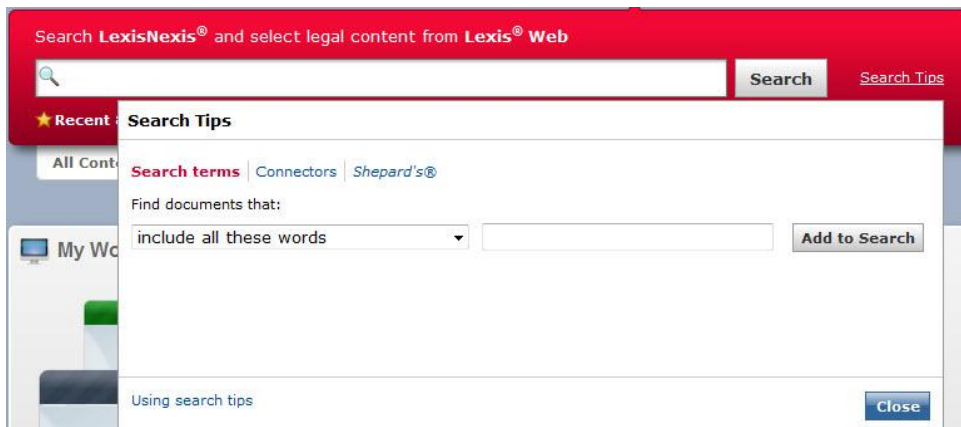 Search LexisNexis® and select legal content from Lexis® Web
Search Search Tips
Recent
Search Tips
All Cont
Search terms Connectors Shepard's®
Find documents that:
include all these words Add to Search
My Wo
Using search tips
Close